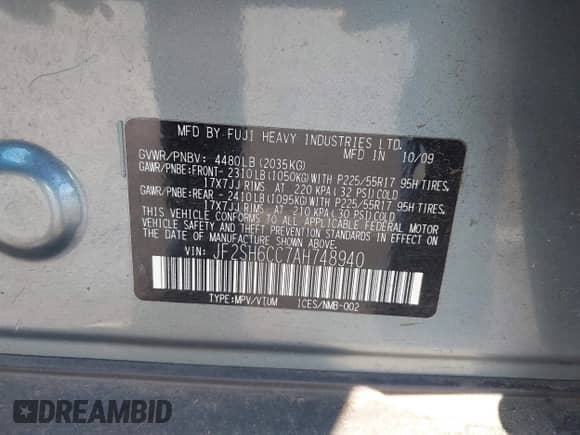 MFD BY FUJI HEAVY INDUSTRIES LTD.
GVWR/PNBV: 4480LB (2035KG) MFD IN 10/09
GAWR/PNBE:FRONT- 2310LB(1050KG)WITH P225/55R17 95H TIRES,
17X7JJ RIMS AT 220 KPA(32 PSI)COLD
GAWR/PNBE:REAR - 2410LB(1095KG)WITH P225/55R17 95H TIRES,
17X7JJ RIMS AT 210 KPA(30 PSI)COLD
THIS VEHICLE CONFORMS TO ALL APPLICABLE FEDERAL MOTOR
VEHICLE SAFETY, BUMPER, AND THEFT PREVENTION STANDARDS
IN EFFECT ON THE DATE OF MANUFACTURE SHOWN ABOVE.
VIN: JF2SH6CC7AH748940
TYPE:MPV/VTUM ICES/NMB-002
DREAMBID